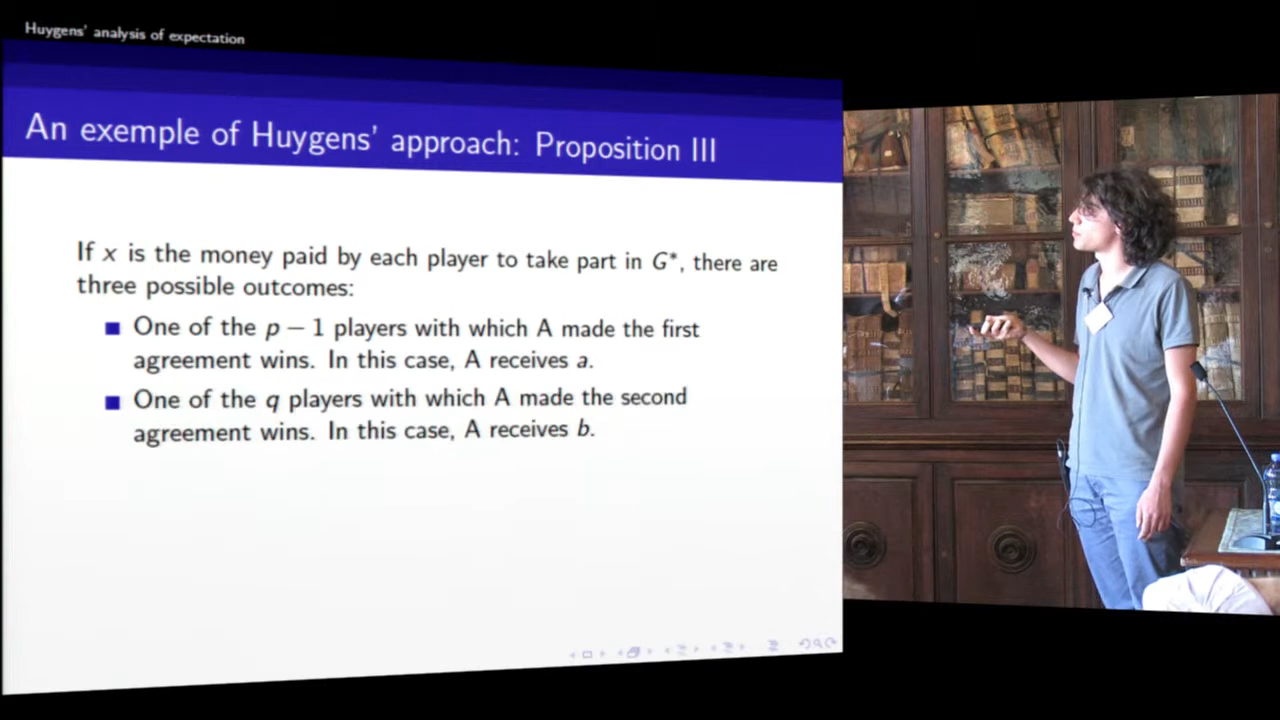 Huygens' analysis of expectation
An exemple of Huygens' approach: Proposition III
If x is the money paid by each player to take part in G*, there are
three possible outcomes:
One of the p − 1 players with which A made the first
agreement wins. In this case, A receives a.
One of the q players with which A made the second
agreement wins. In this case, A receives b.